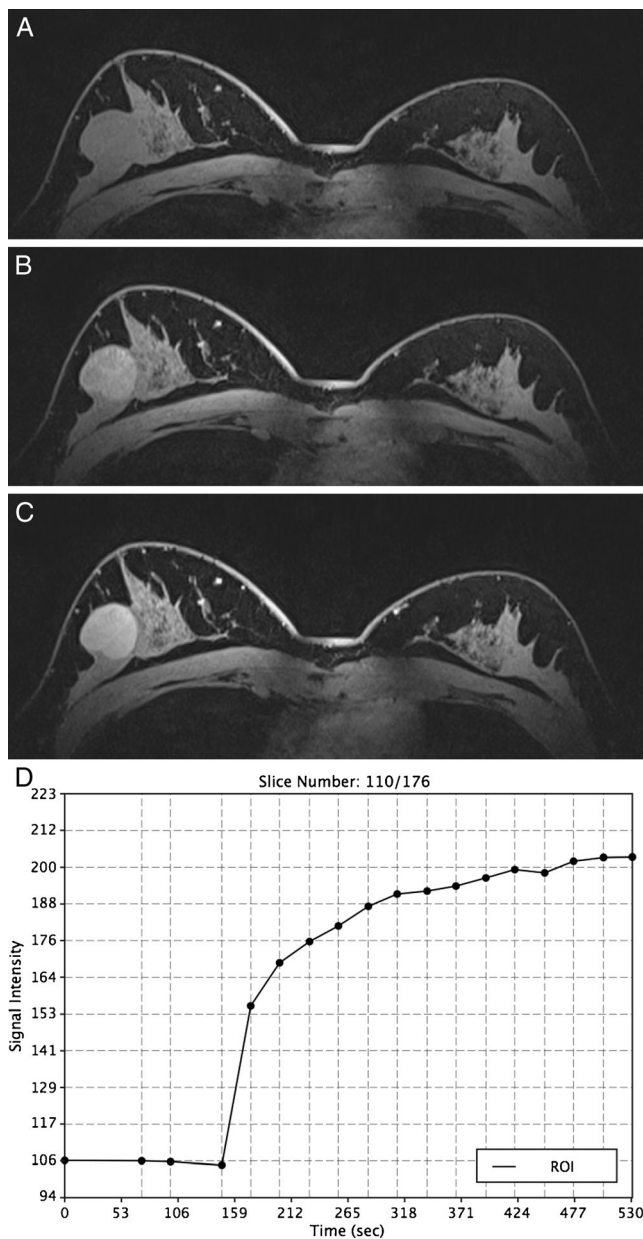 A
B
C
D
Slice Number: 110/176
223
212
200
188
176
164
153
141
129
117
106
94
Signal Intensity
ROI
0 53 106 159 212 265 318 371 424 477 530
Time (sec)